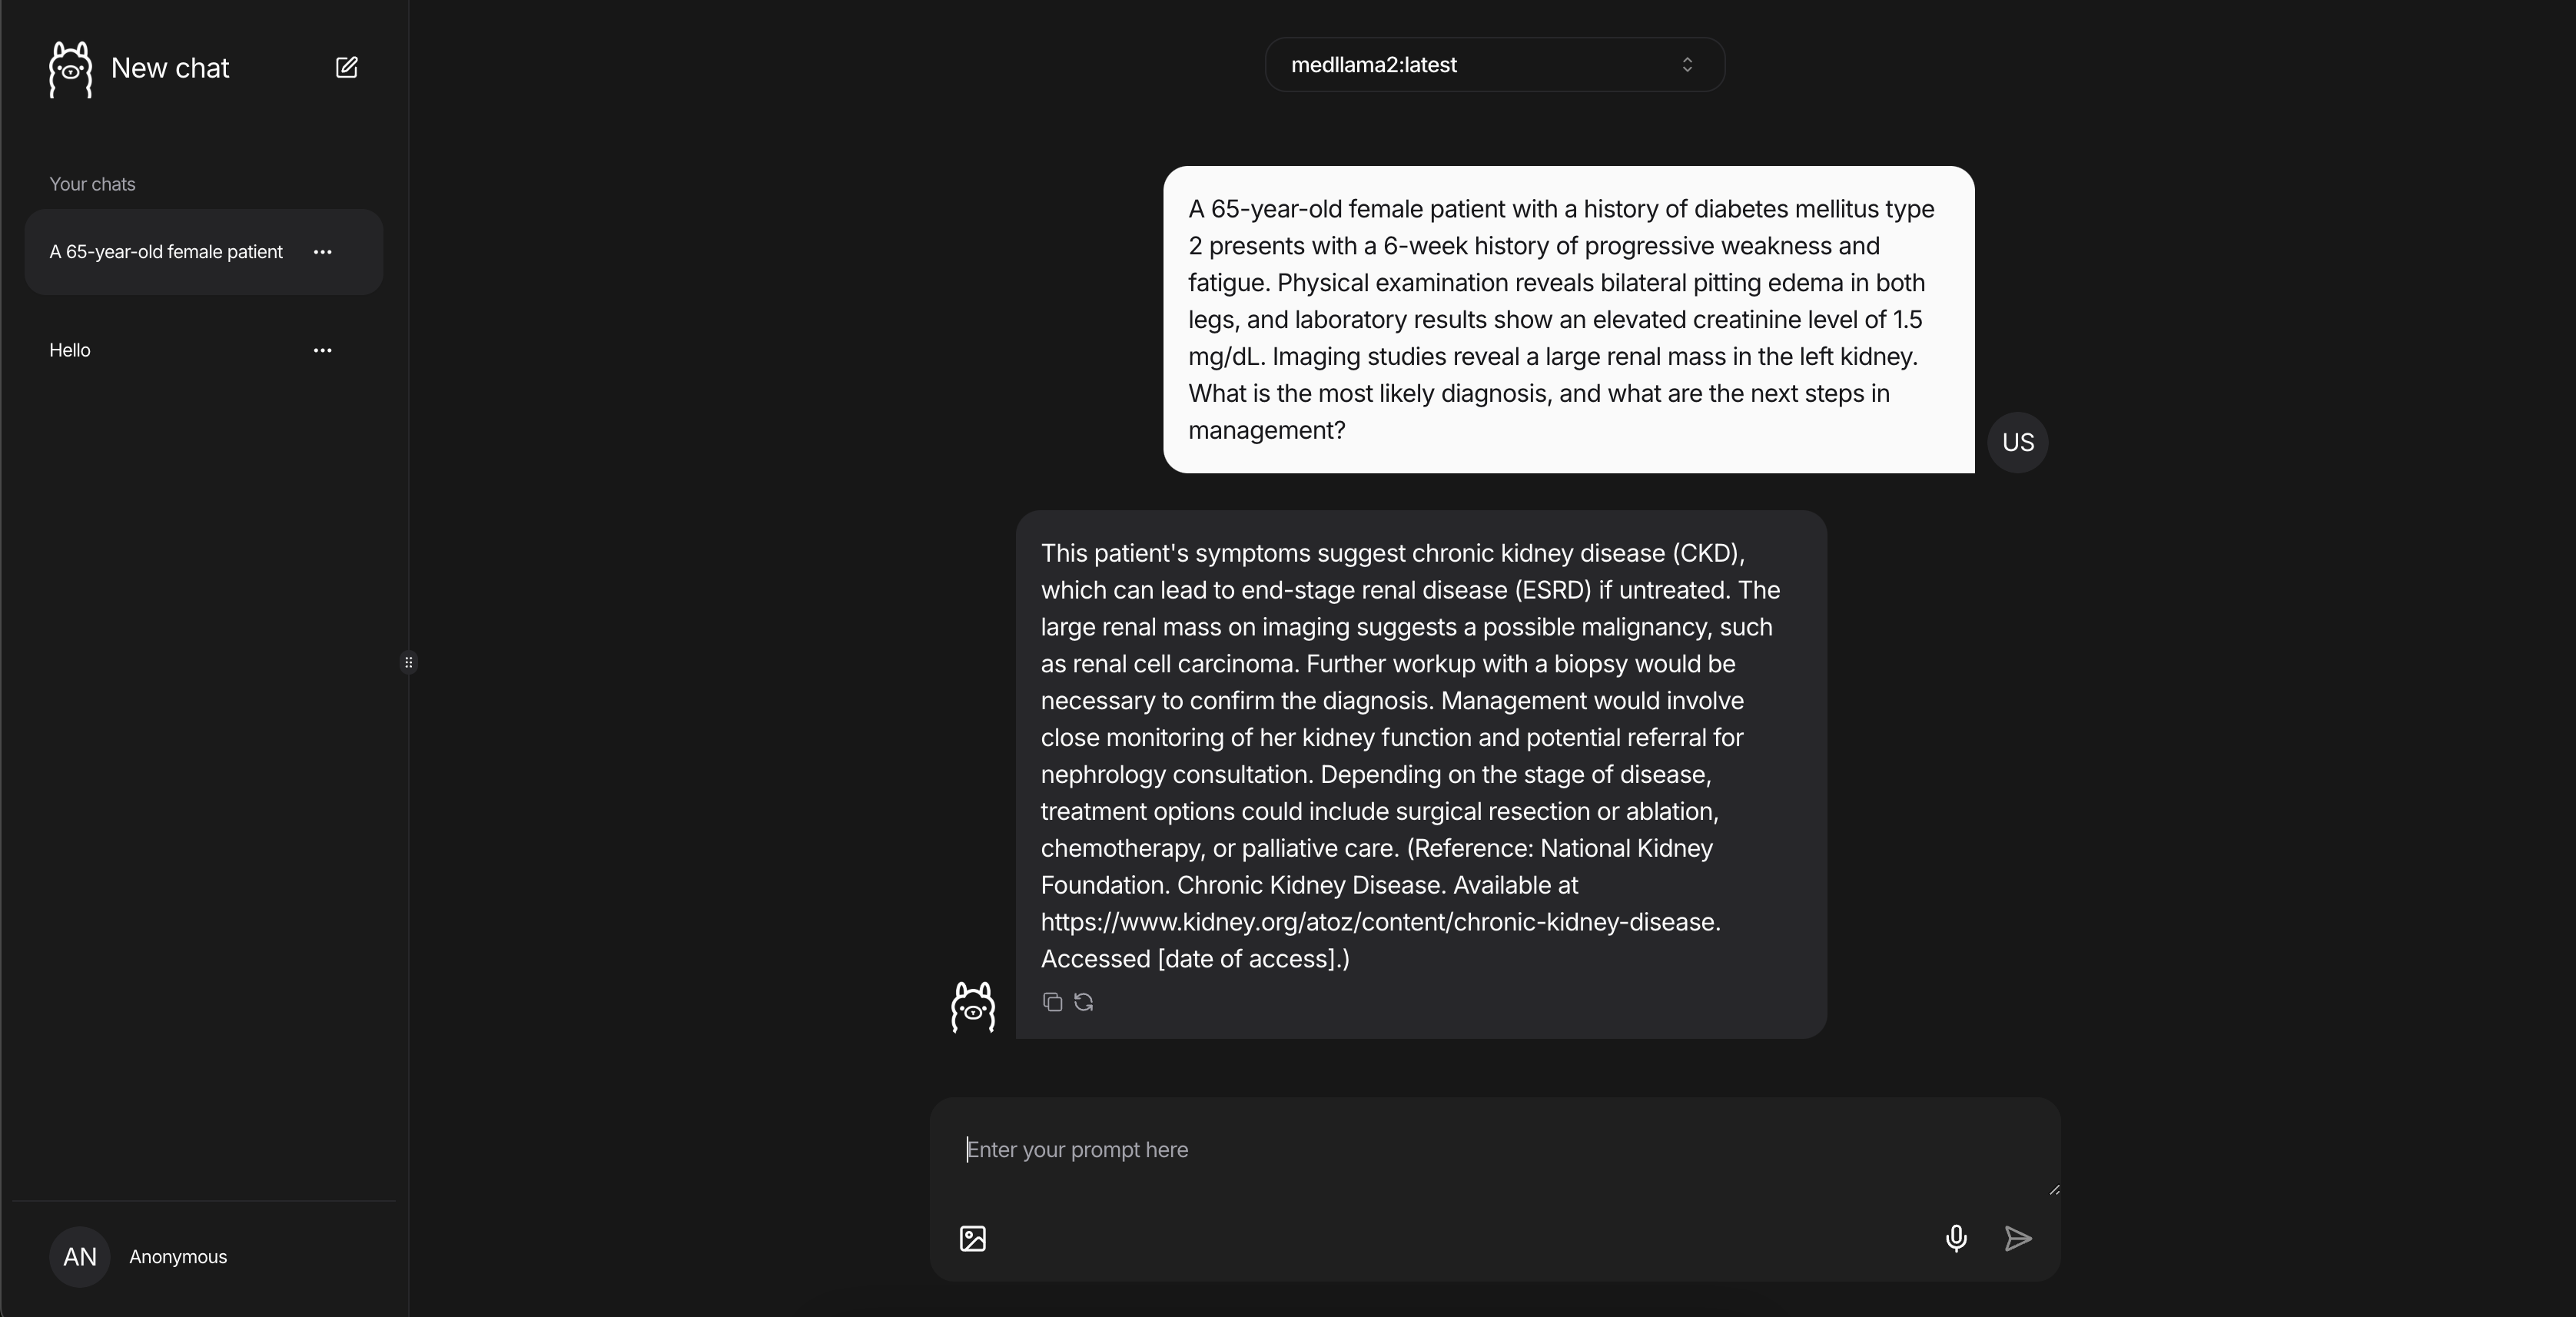 New chat
Your chats
A 65-year-old female patient
Hello
AN
Anonymous
medllama2:latest
A 65-year-old female patient with a history of diabetes mellitus type
2 presents with a 6-week history of progressive weakness and
fatigue. Physical examination reveals bilateral pitting edema in both
legs, and laboratory results show an elevated creatinine level of 1.5
mg/dL. Imaging studies reveal a large renal mass in the left kidney.
What is the most likely diagnosis, and what are the next steps in
management?
US
This patient's symptoms suggest chronic kidney disease (CKD),
which can lead to end-stage renal disease (ESRD) if untreated. The
large renal mass on imaging suggests a possible malignancy, such
as renal cell carcinoma. Further workup with a biopsy would be
necessary to confirm the diagnosis. Management would involve
close monitoring of her kidney function and potential referral for
nephrology consultation. Depending on the stage of disease,
treatment options could include surgical resection or ablation,
chemotherapy, or palliative care. (Reference: National Kidney
Foundation. Chronic Kidney Disease. Available at
https://www.kidney.org/atoz/content/chronic-kidney-disease.
Accessed [date of access].)
Enter your prompt here